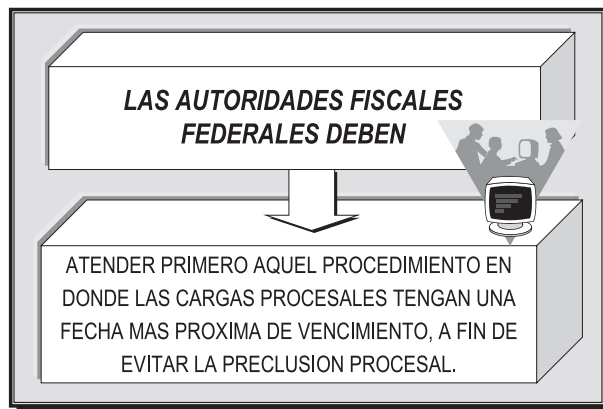 LAS AUTORIDADES FISCALES
FEDERALES DEBEN
ATENDER PRIMERO AQUEL PROCEDIMIENTO EN
DONDE LAS CARGAS PROCESALES TENGAN UNA
FECHA MAS PROXIMA DE VENCIMIENTO, A FIN DE
EVITAR LA PRECLUSION PROCESAL.